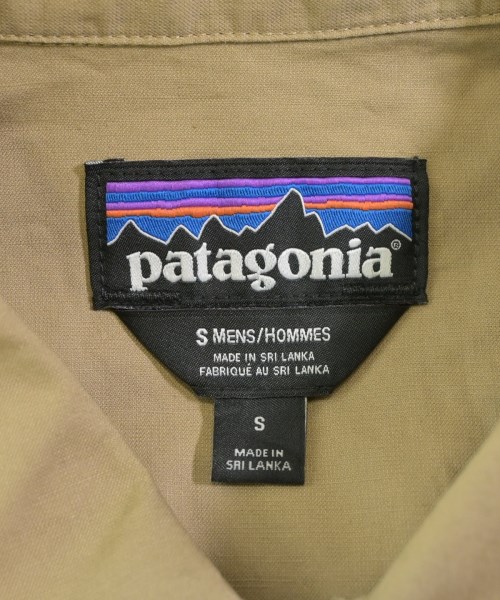 patagonia®
S MENS/HOMMES
MADE IN SRI LANKA
FABRIQUÉ AU SRI LANKA
S
MADE IN
SRI LANKA